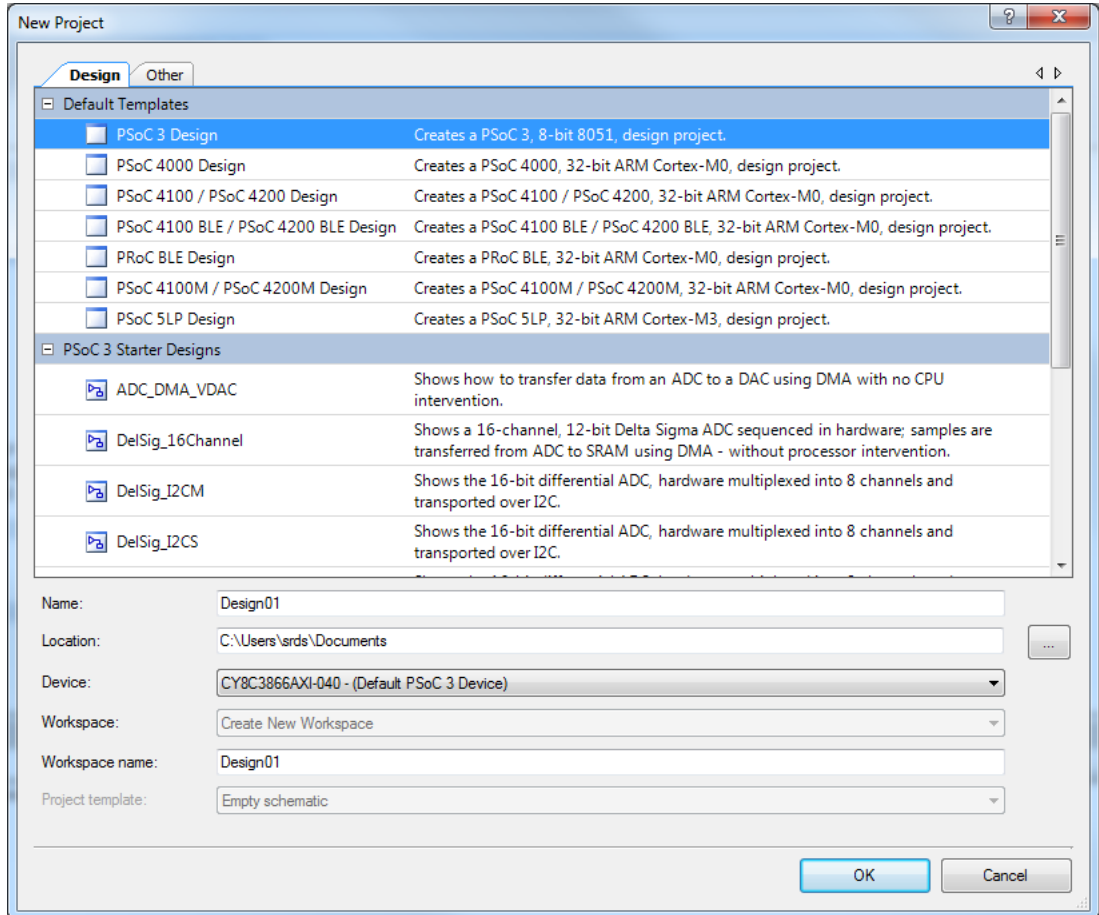 New Project
Design Other
Default Templates
PSoC 3 Design Creates a PSoC 3, 8-bit 8051, design project.
PSoC 4000 Design Creates a PSoC 4000, 32-bit ARM Cortex-M0, design project.
PSoC 4100 / PSoC 4200 Design Creates a PSoC 4100 / PSoC 4200, 32-bit ARM Cortex-M0, design project.
PSoC 4100 BLE / PSoC 4200 BLE Design Creates a PSoC 4100 BLE / PSoC 4200 BLE, 32-bit ARM Cortex-M0, design project.
PRoC BLE Design Creates a PRoC BLE, 32-bit ARM Cortex-M0, design project.
PSoC 4100M / PSoC 4200M Design Creates a PSoC 4100M / PSoC 4200M, 32-bit ARM Cortex-M0, design project.
PSoC 5LP Design Creates a PSoC 5LP, 32-bit ARM Cortex-M3, design project.
PSoC 3 Starter Designs
ADC_DMA_VDAC Shows how to transfer data from an ADC to a DAC using DMA with no CPU
intervention.
DelSig_16Channel Shows a 16-channel, 12-bit Delta Sigma ADC sequenced in hardware; samples are
transferred from ADC to SRAM using DMA - without processor intervention.
DelSig_I2CM Shows the 16-bit differential ADC, hardware multiplexed into 8 channels and
transported over I2C.
DelSig_I2CS Shows the 16-bit differential ADC, hardware multiplexed into 8 channels and
transported over I2C.
Name: Design01
Location: C:\Users\srds\Documents ...
Device: CY8C3866AXI-040 - (Default PSoC 3 Device)
Workspace: Create New Workspace
Workspace name: Design01
Project template: Empty schematic
OK Cancel